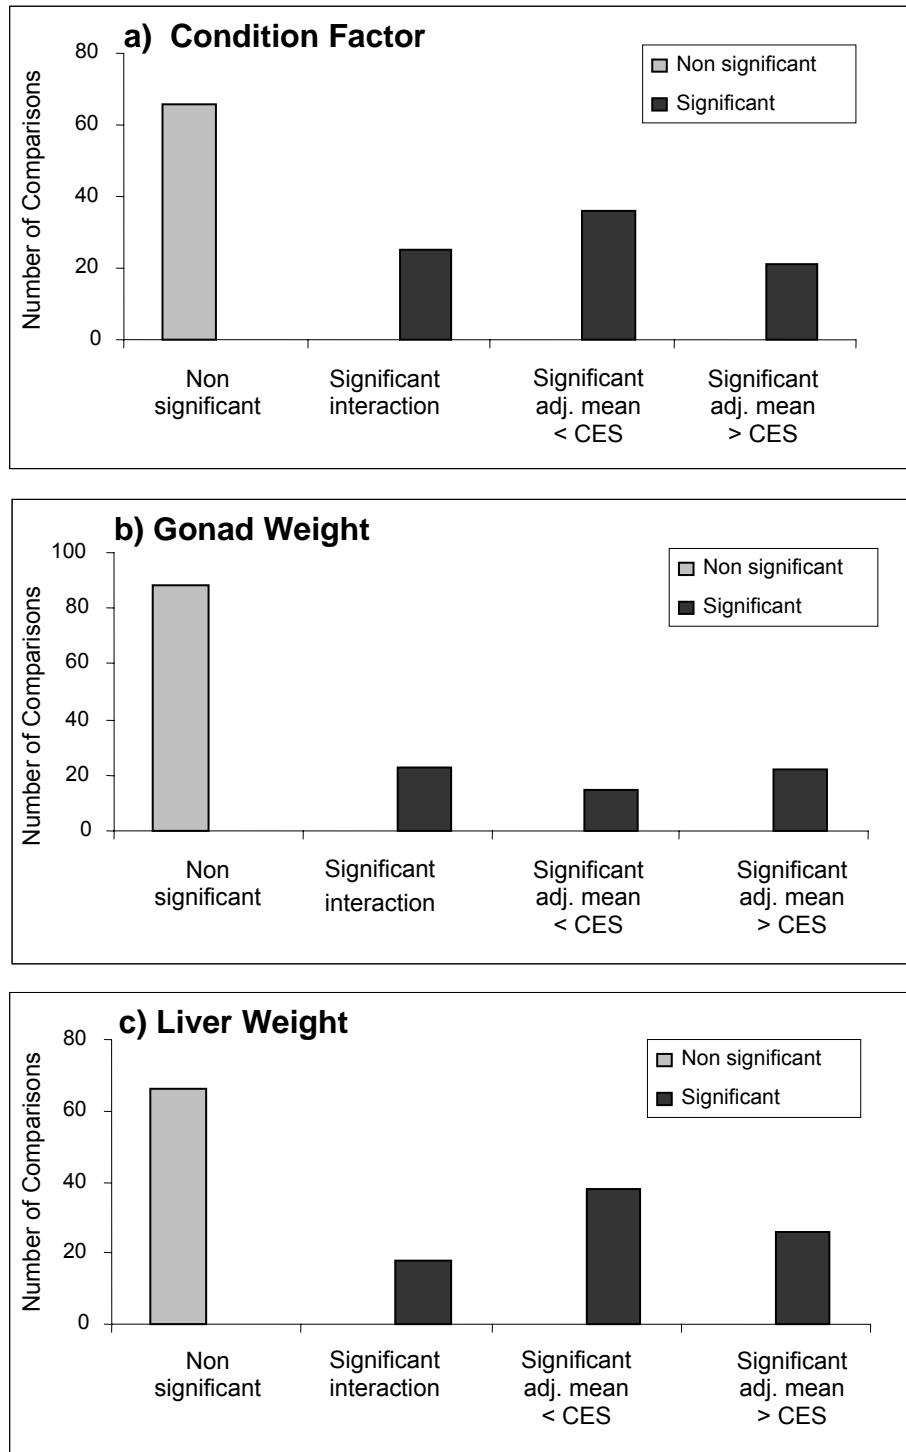 a) Condition Factor
Number of Comparisons
80
60
40
20
0
Non significant
Significant
Non
significant
Significant
interaction
Significant
adj. mean
< CES
Significant
adj. mean
> CES
b) Gonad Weight
Number of Comparisons
100
80
60
40
20
0
Non significant
Significant
Non
significant
Significant
interaction
Significant
adj. mean
< CES
Significant
adj. mean
> CES
c) Liver Weight
Number of Comparisons
80
60
40
20
0
Non significant
Significant
Non
significant
Significant
interaction
Significant
adj. mean
< CES
Significant
adj. mean
> CES